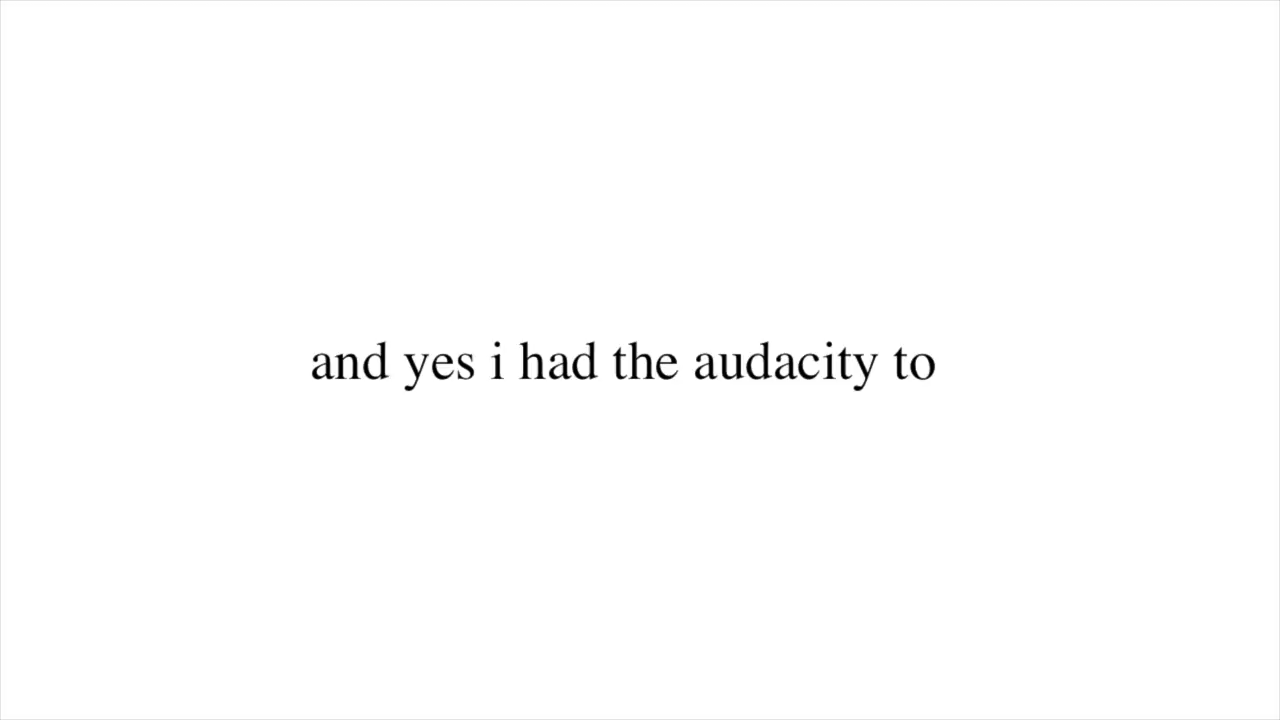 and yes i had the audacity to